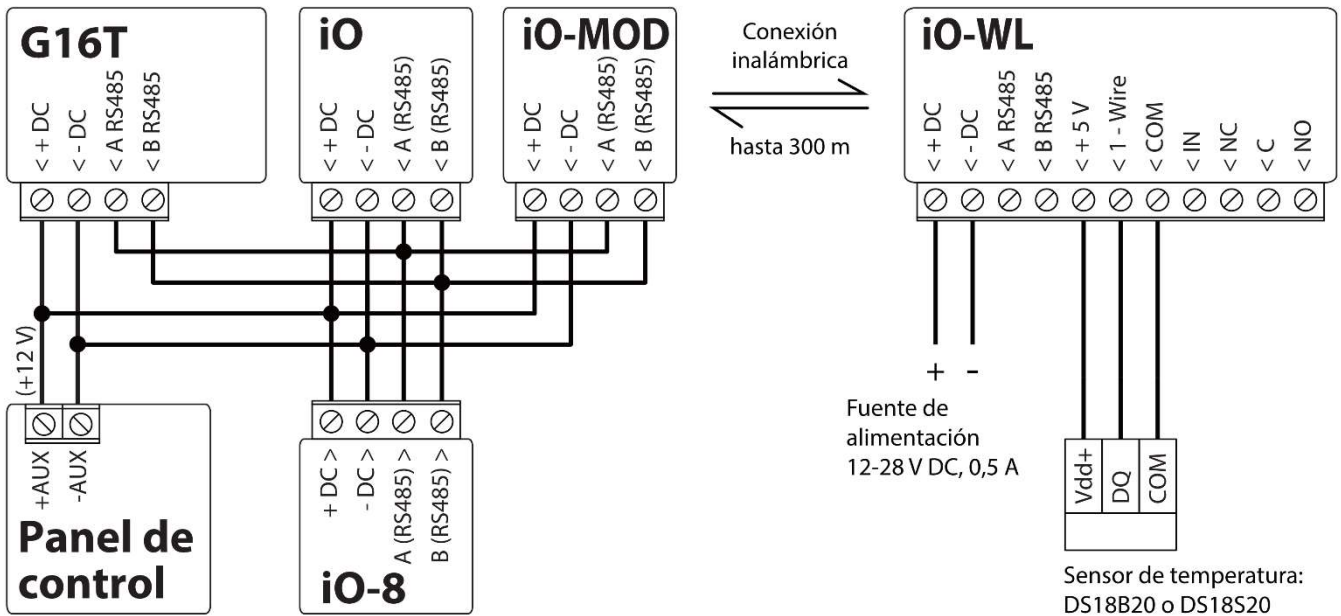 G16T
< + DC
< - DC
< A RS485
< B RS485
iO
< + DC
< - DC
< A (RS485)
< B (RS485)
iO-MOD
< + DC
< - DC
< A (RS485)
< B (RS485)
Conexión
inalámbrica
hasta 300 m
iO-WL
< + DC
< - DC
< A RS485
< B RS485
< + 5 V
< 1 - Wire
< COM
< IN
< NC
< C
< NO
(+12 V)
+AUX
-AUX
Panel de
control
+ DC >
- DC >
A (RS485) >
B (RS485) >
iO-8
+ -
Fuente de
alimentación
12-28 V DC, 0,5 A
Vdd+
DQ
COM
Sensor de temperatura:
DS18B20 o DS18S20